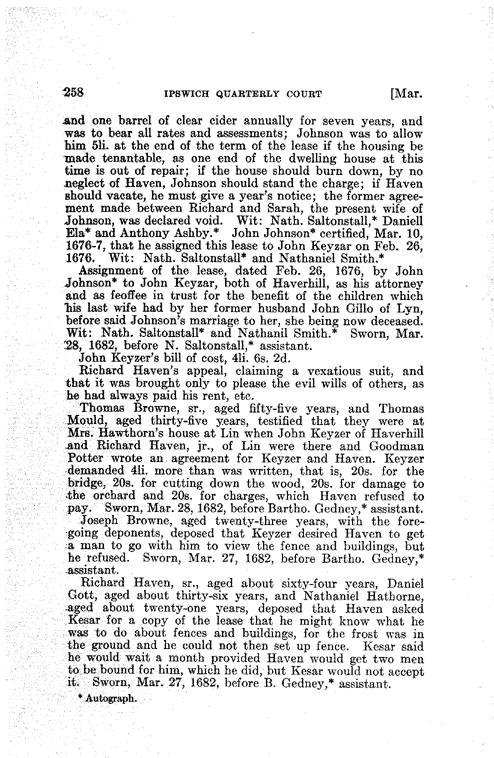 258 IPSWICH QUARTERLY COURT [Mar.
and one barrel of clear cider annually for seven years, and
was to bear all rates and assessments; Johnson was to allow
him 5li. at the end of the term of the lease if the housing be
made tenantable, as one end of the dwelling house at this
time is out of repair; if the house should burn down, by no
neglect of Haven, Johnson should stand the charge; if Haven
should vacate, he must give a year's notice; the former agree-
ment made between Richard and Sarah, the present wife of
Johnson, was declared void. Wit: Nath. Saltonstall,* Daniell
Ela* and Anthony Ashby.* John Johnson* certified, Mar. 10,
1676-7, that he assigned this lease to John Keyzar on Feb. 26,
1676. Wit: Nath. Saltonstall* and Nathaniel Smith.*
Assignment of the lease, dated Feb. 26, 1676, by John
Johnson* to John Keyzar, both of Haverhill, as his attorney
and as feoffee in trust for the benefit of the children which
his last wife had by her former husband John Gillo of Lyn,
before said Johnson's marriage to her, she being now deceased.
Wit: Nath. Saltonstall* and Nathanil Smith.* Sworn, Mar.
28, 1682, before N. Saltonstall,* assistant.
John Keyzer's bill of cost, 4li. 6s. 2d.
Richard Haven's appeal, claiming a vexatious suit, and
that it was brought only to please the evil wills of others, as
he had always paid his rent, etc.
Thomas Browne, sr., aged fifty-five years, and Thomas
Mould, aged thirty-five years, testified that they were at
Mrs. Hawthorn's house at Lin when John Keyzer of Haverhill
and Richard Haven, jr., of Lin were there and Goodman
Potter wrote an agreement for Keyzer and Haven. Keyzer
demanded 4li. more than was written, that is, 20s. for the
bridge, 20s. for cutting down the wood, 20s. for damage to
the orchard and 20s. for charges, which Haven refused to
pay. Sworn, Mar. 28, 1682, before Bartho. Gedney,* assistant.
Joseph Browne, aged twenty-three years, with the fore-
going deponents, deposed that Keyzer desired Haven to get
a man to go with him to view the fence and buildings, but
he refused. Sworn, Mar. 27, 1682, before Bartho. Gedney,*
assistant.
Richard Haven, sr., aged about sixty-four years, Daniel
Gott, aged about thirty-six years, and Nathaniel Hathorne,
aged about twenty-one years, deposed that Haven asked
Kesar for a copy of the lease that he might know what he
was to do about fences and buildings, for the frost was in
the ground and he could not then set up fence. Kesar said
he would wait a month provided Haven would get two men
to be bound for him, which he did, but Kesar would not accept
it. Sworn, Mar. 27, 1682, before B. Gedney,* assistant.
* Autograph.